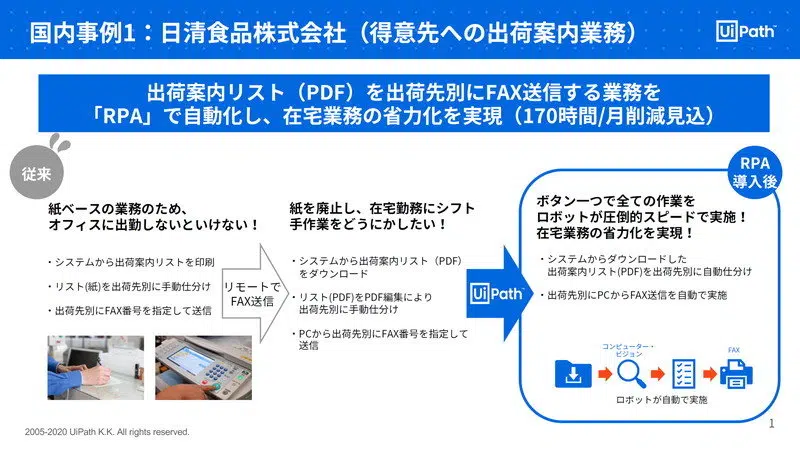 国内事例1：日清食品株式会社（得意先への出荷案内業務）
UiPath
出荷案内リスト（PDF）を出荷先別にFAX送信する業務を
「RPA」で自動化し、在宅業務の省力化を実現（170時間/月削減見込）
従来
紙ベースの業務のため、
オフィスに出勤しないといけない！
・システムから出荷案内リストを印刷
・リスト(紙)を出荷先別に手動仕分け
・出荷先別にFAX番号を指定して送信
リモートで
FAX送信
紙を廃止し、在宅勤務にシフト
手作業をどうにかしたい！
・システムから出荷案内リスト（PDF）
をダウンロード
・リスト(PDF)をPDF編集により
出荷先別に手動仕分け
・PCから出荷先別にFAX番号を指定して
送信
UiPath
RPA
導入後
ボタン一つで全ての作業を
ロボットが圧倒的スピードで実施！
在宅業務の省力化を実現！
・システムからダウンロードした
出荷案内リスト(PDF)を出荷先別に自動仕分け
・出荷先別にPCからFAX送信を自動で実施
コンピューター・
ビジョン
FAX
ロボットが自動で実施
2005-2020 UiPath K.K. All rights reserved.
1